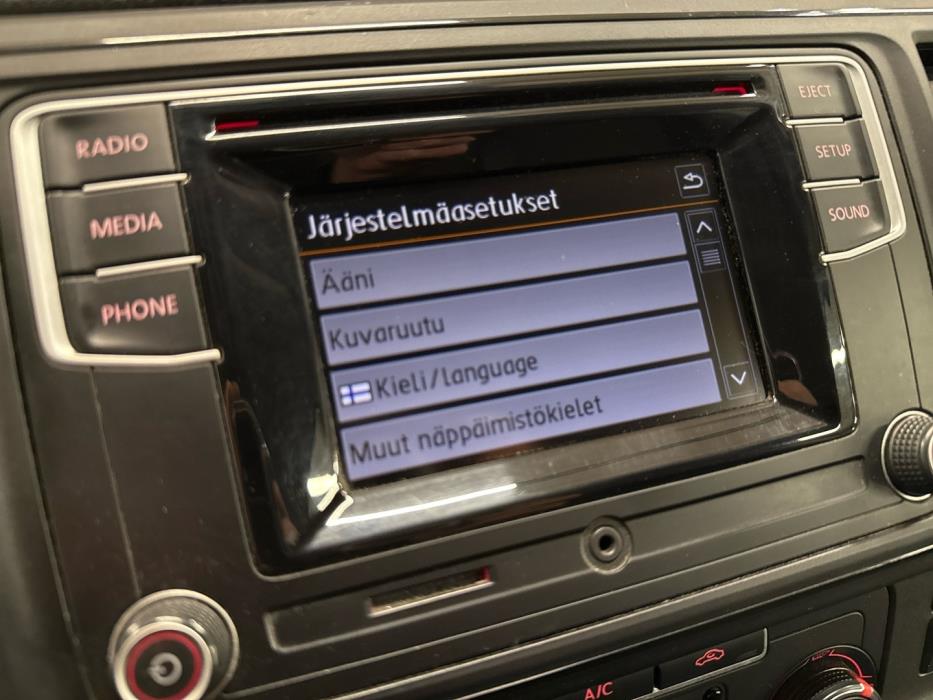 RADIO
MEDIA
PHONE
EJECT
SETUP
SOUND
Järjestelmäasetukset
Ääni
Kuvaruutu
Kieli/Language
Muut näppäimistökielet
A/C